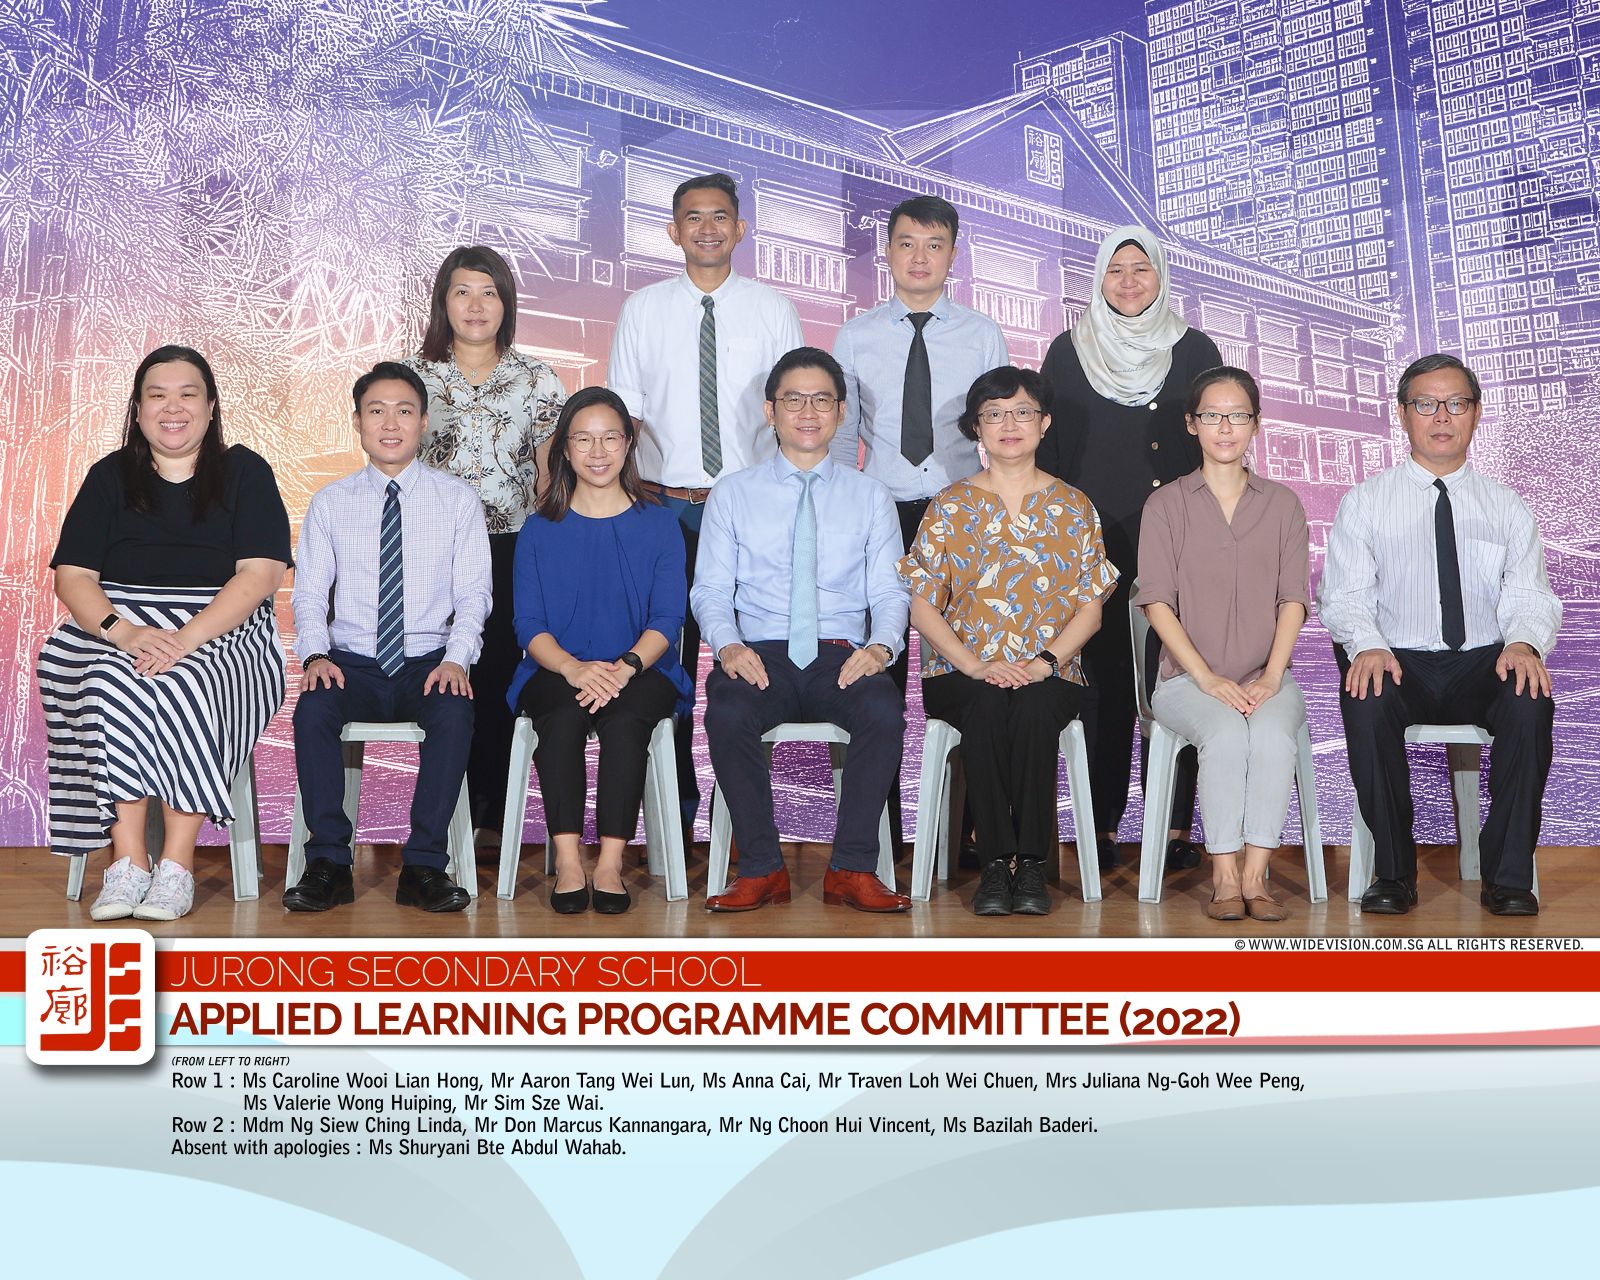 裕
廊
© WWW.WIDEVISION.COM.SG ALL RIGHTS RESERVED.
裕
廊
JURONG SECONDARY SCHOOL
APPLIED LEARNING PROGRAMME COMMITTEE (2022)
(FROM LEFT TO RIGHT)
Row 1 : Ms Caroline Wooi Lian Hong, Mr Aaron Tang Wei Lun, Ms Anna Cai, Mr Traven Loh Wei Chuen, Mrs Juliana Ng-Goh Wee Peng,
Ms Valerie Wong Huiping, Mr Sim Sze Wai.
Row 2 : Mdm Ng Siew Ching Linda, Mr Don Marcus Kannangara, Mr Ng Choon Hui Vincent, Ms Bazilah Baderi.
Absent with apologies : Ms Shuryani Bte Abdul Wahab.